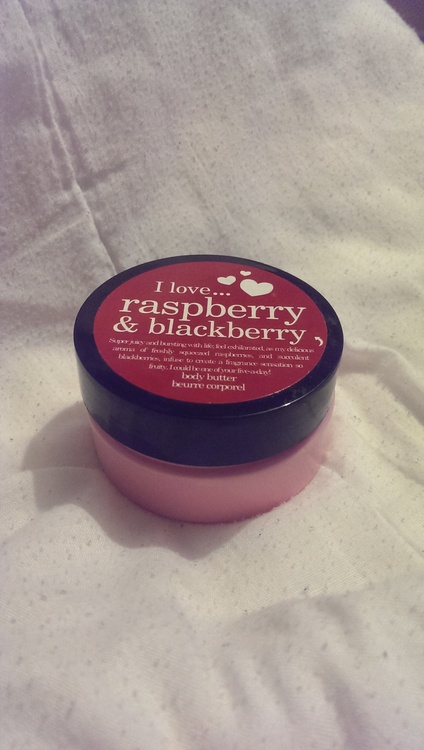 I love...
raspberry
& blackberry,
Super juicy and bursting with life; feel exhilarated, as my delicious
aroma of freshly squeezed raspberries, and succulent
blackberries, infuse to create a fragrance sensation so
fruity, I could be one of your five-a-day!
body butter
beurre corporel